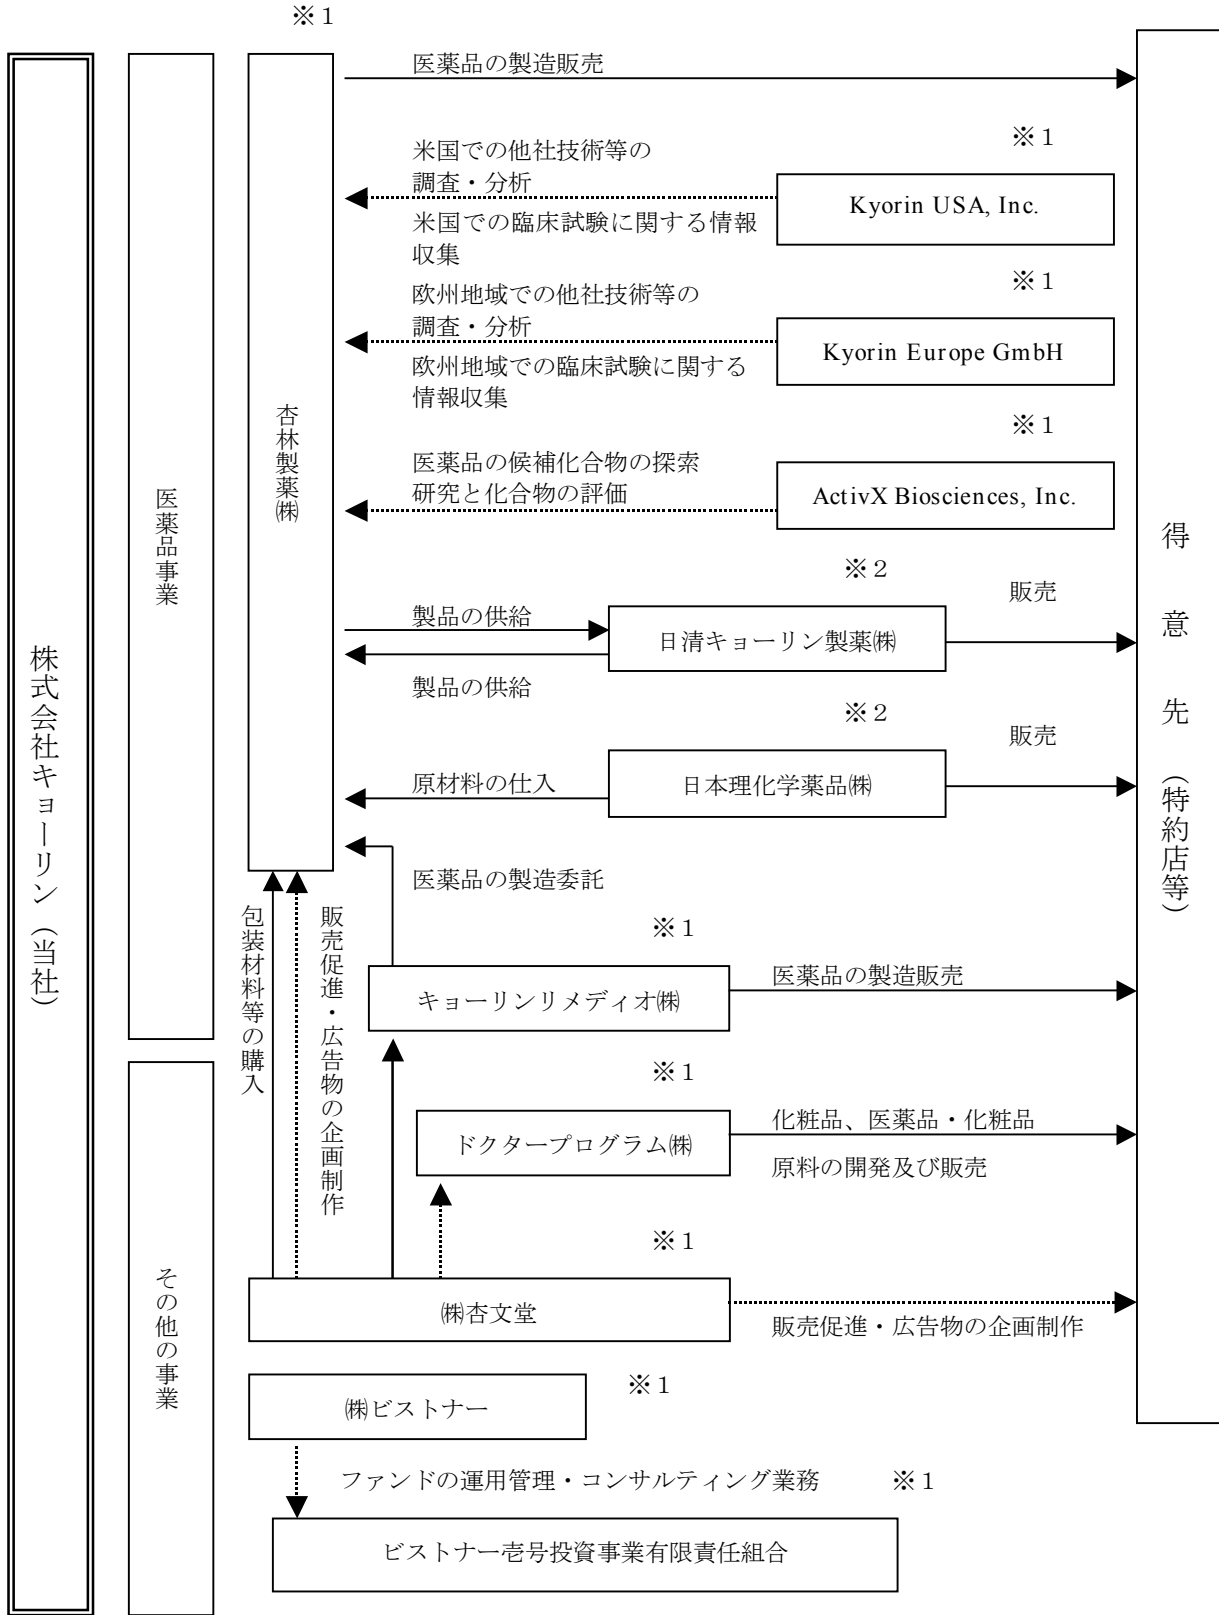 ※１
株式会社キョーリン（当社）
医薬品事業
その他の事業
杏林製薬㈱
得意先（特約店等）
医薬品の製造販売
※１
米国での他社技術等の
調査・分析
Kyorin USA, Inc.
米国での臨床試験に関する情報
収集
※１
欧州地域での他社技術等の
調査・分析
Kyorin Europe GmbH
欧州地域での臨床試験に関する
情報収集
※１
医薬品の候補化合物の探索
研究と化合物の評価
ActivX Biosciences, Inc.
※２
販売
製品の供給
日清キョーリン製薬㈱
製品の供給
※２
販売
原材料の仕入
日本理化学薬品㈱
医薬品の製造委託
包装材料等の購入
販売促進・広告物の企画制作
※１
キョーリンリメディオ㈱
医薬品の製造販売
※１
ドクタープログラム㈱
化粧品、医薬品・化粧品
原料の開発及び販売
※１
㈱杏文堂
販売促進・広告物の企画制作
※１
㈱ビストナー
ファンドの運用管理・コンサルティング業務
※１
ビストナー壱号投資事業有限責任組合